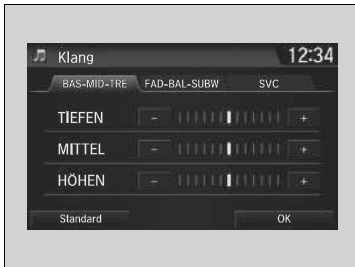 Klang 12:34
BAS-MID-TRE FAD-BAL-SUBW SVC
TIEFEN - +
MITTEL - +
HÖHEN - +
Standard OK